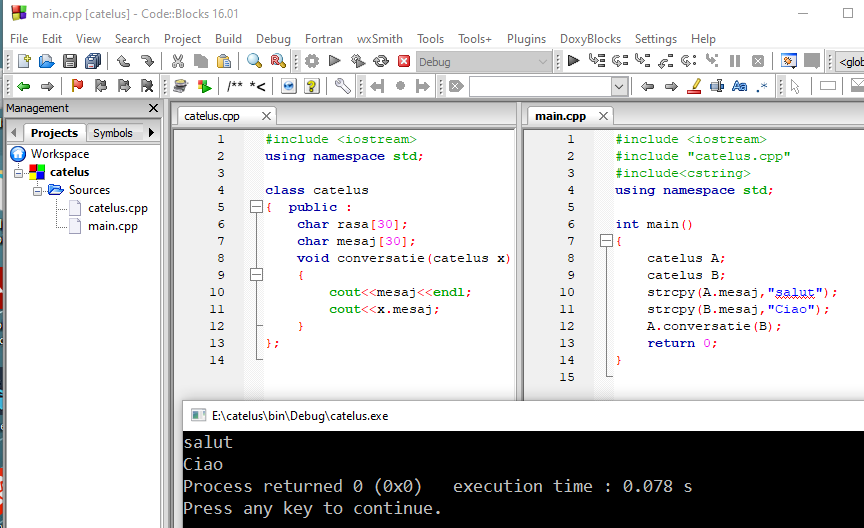 main.cpp [catelus] - Code::Blocks 16.01
File Edit View Search Project Build Debug Fortran wxSmith Tools Tools+ Plugins DoxyBlocks Settings Help
Debug
<glob
/** *<
Aa .*
Management
Projects Symbols
Workspace
catelus
Sources
catelus.cpp
main.cpp
catelus.cpp
1 #include <iostream>
2 using namespace std;
3
4 class catelus
5 { public :
6 char rasa[30];
7 char mesaj[30];
8 void conversatie(catelus x)
9 {
10 cout<<mesaj<<endl;
11 cout<<x.mesaj;
12 }
13 };
14
main.cpp
1 #include <iostream>
2 #include "catelus.cpp"
3 #include<cstring>
4 using namespace std;
5
6 int main()
7 {
8 catelus A;
9 catelus B;
10 strcpy(A.mesaj,"salut");
11 strcpy(B.mesaj,"Ciao");
12 A.conversatie(B);
13 return 0;
14 }
15
E:\catelus\bin\Debug\catelus.exe
salut
Ciao
Process returned 0 (0x0) execution time : 0.078 s
Press any key to continue.